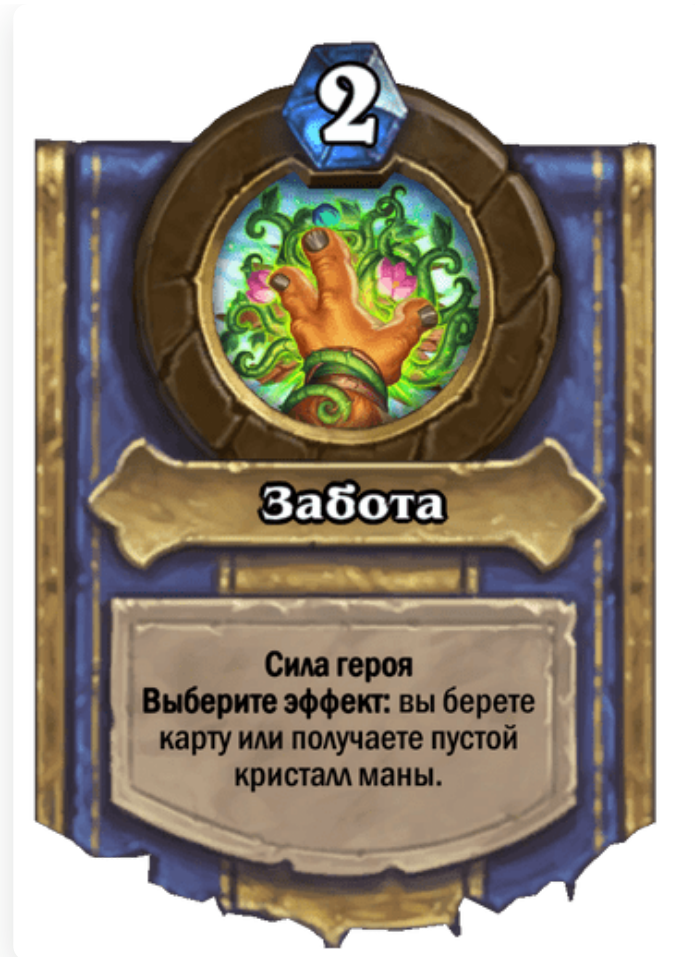 2
Забота
Сила героя
Выберите эффект: вы берете
карту или получаете пустой
кристалл маны.